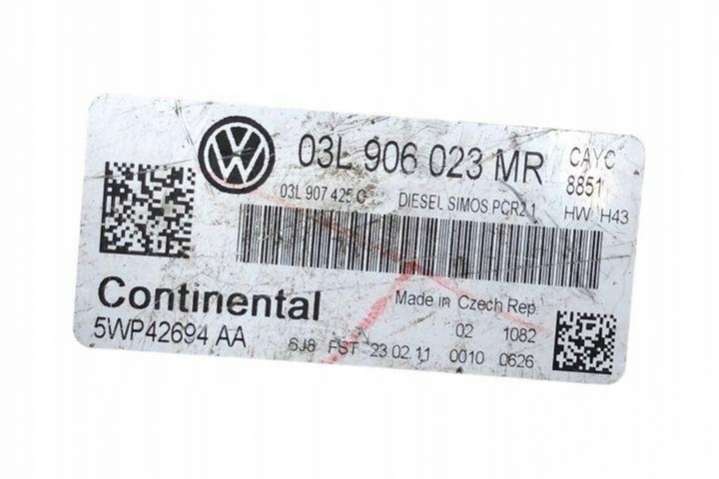 03L 906 023 MR CAYC
8851
03L 907 425 C DIESEL SIMOS PCR2.1 HW H43
Continental Made in Czech Rep.
5WP42694 AA 02 1082
6J8 FST 23 02 11 0010 0626